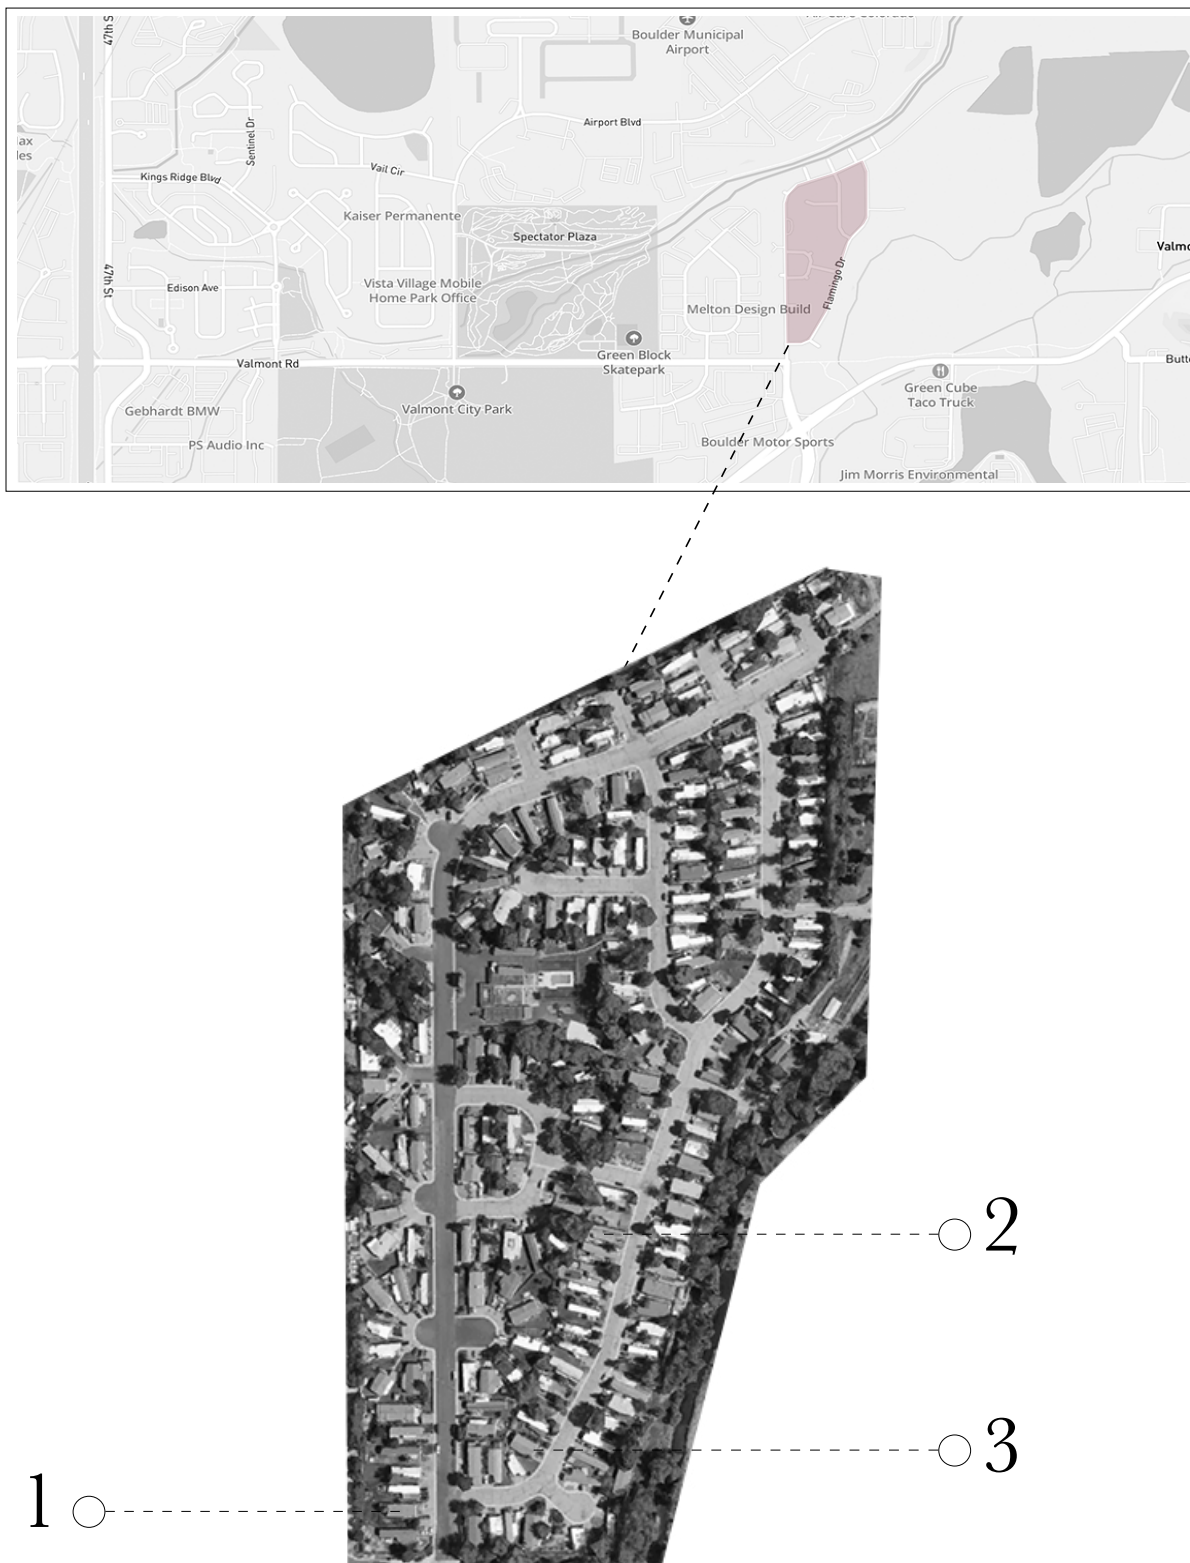 47th S
Boulder Municipal
Airport
Airport Blvd
Sentinel Dr
Vail Cir
Kings Ridge Blvd
Kaiser Permanente
Spectator Plaza
Valmo
47th St
Edison Ave
Vista Village Mobile
Home Park Office
Flamingo Dr
Melton Design Build
Green Block
Skatepark
Valmont Rd
Butte
Green Cube
Taco Truck
Valmont City Park
Gebhardt BMW
PS Audio Inc
Boulder Motor Sports
Jim Morris Environmental
2
3
1